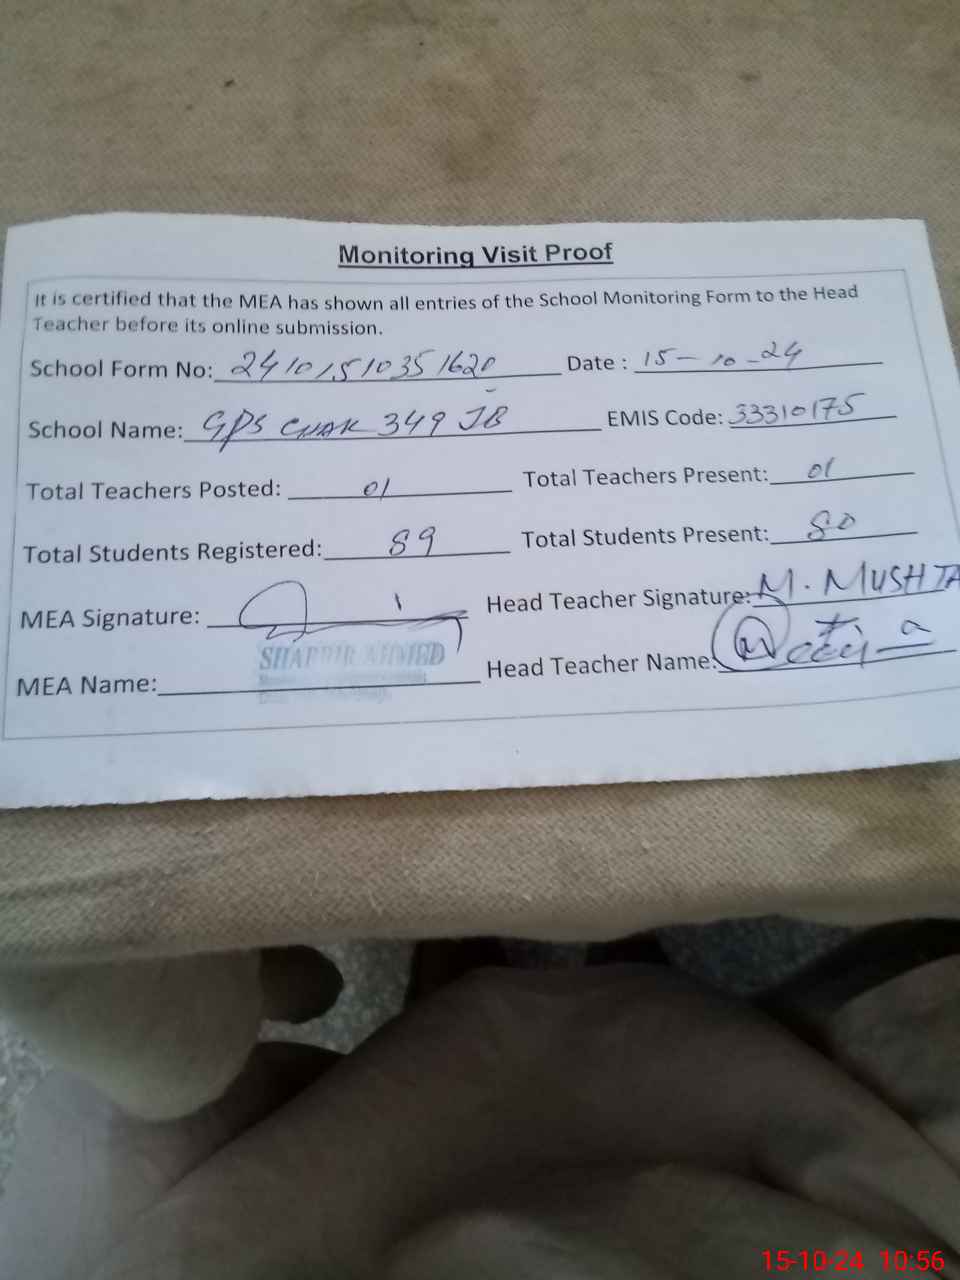 Monitoring Visit Proof
It is certified that the MEA has shown all entries of the School Monitoring Form to the Head
Teacher before its online submission.
School Form No: 24101510351620 Date : 15-10-24
School Name: GPS CHAK 349 JB EMIS Code: 33310175
Total Teachers Posted: 01 Total Teachers Present: 01
Total Students Registered: 89 Total Students Present: 80
MEA Signature: Head Teacher Signature: M. MUSHTA
SHABBIR AHMED
MEA Name: Head Teacher Name:
15-10-24 10:56